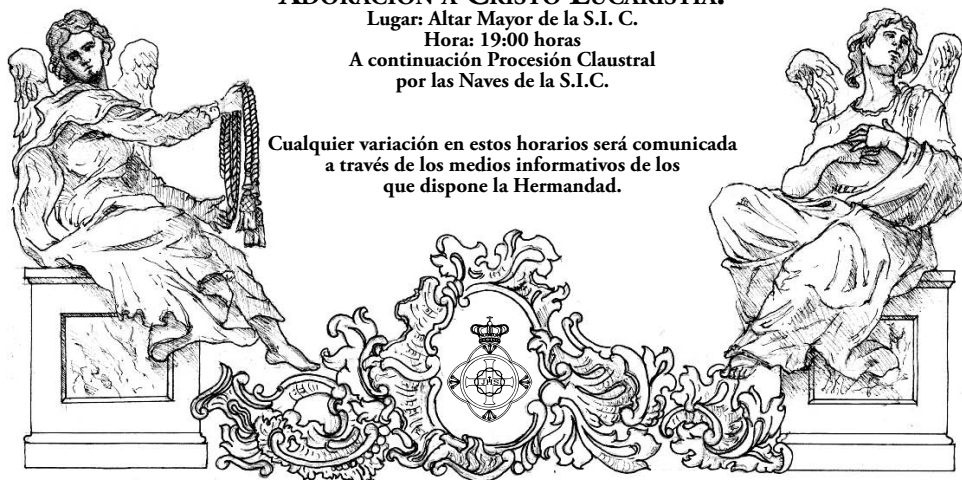 ADORACIÓN A CRISTO EUCARISTÍA.
Lugar: Altar Mayor de la S.I. C.
Hora: 19:00 horas
A continuación Procesión Claustral
por las Naves de la S.I.C.
Cualquier variación en estos horarios será comunicada
a través de los medios informativos de los
que dispone la Hermandad.